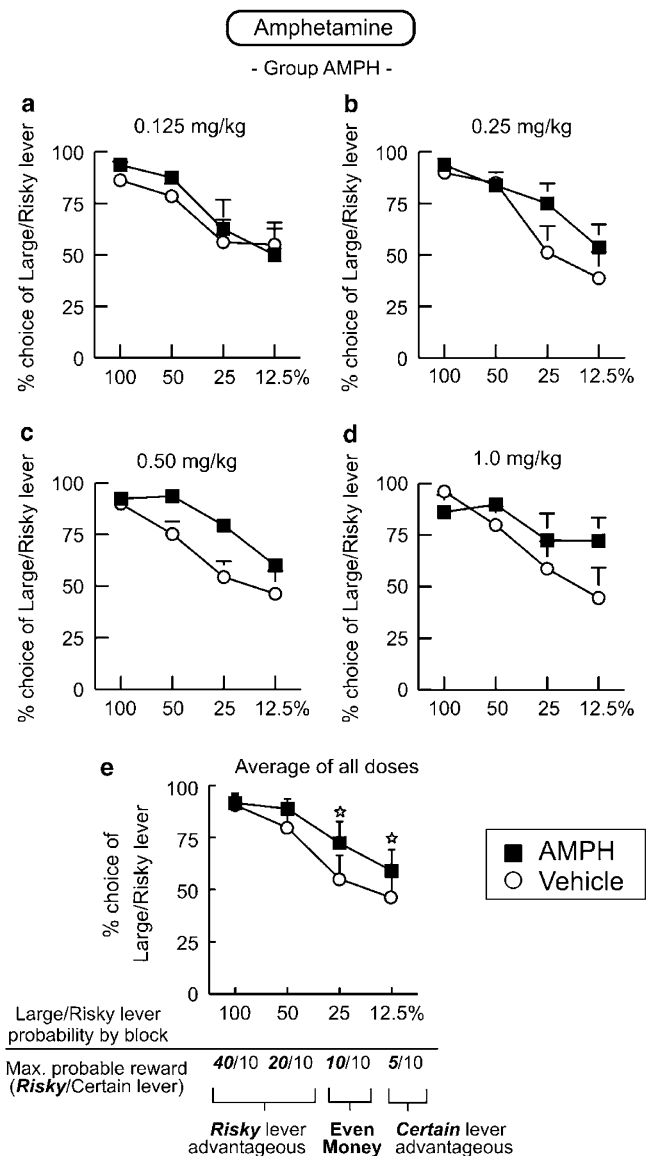 Amphetamine
- Group AMPH -
a
0.125 mg/kg
% choice of Large/Risky lever
100
75
50
25
0
100 50 25 12.5%
b
0.25 mg/kg
% choice of Large/Risky lever
100
75
50
25
0
100 50 25 12.5%
c
0.50 mg/kg
% choice of Large/Risky lever
100
75
50
25
0
100 50 25 12.5%
d
1.0 mg/kg
% choice of Large/Risky lever
100
75
50
25
0
100 50 25 12.5%
e
Average of all doses
% choice of
Large/Risky lever
100
75
50
25
0
100 50 25 12.5%
AMPH
Vehicle
Large/Risky lever
probability by block
Max. probable reward
(Risky/Certain lever)
40/10 20/10 10/10 5/10
Risky lever
advantageous
Even
Money
Certain lever
advantageous